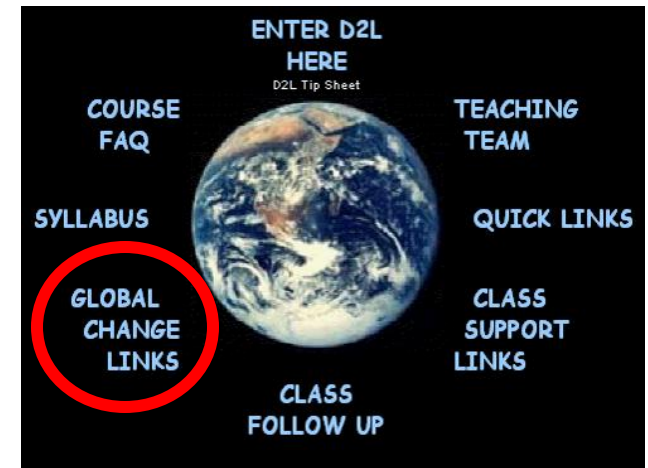 ENTER D2L
HERE
D2L Tip Sheet
COURSE
FAQ
TEACHING
TEAM
SYLLABUS
QUICK LINKS
GLOBAL
CHANGE
LINKS
CLASS
SUPPORT
LINKS
CLASS
FOLLOW UP